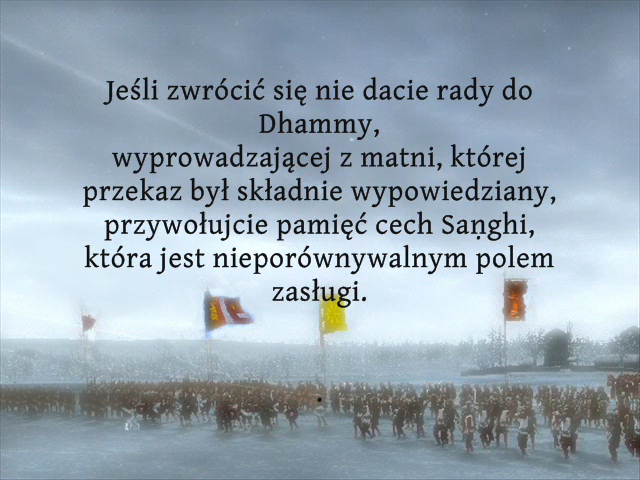 Jeśli zwrócić się nie dacie rady do
Dhammy,
wyprowadzającej z matni, której
przekaz był składnie wypowiedziany,
przywołujcie pamięć cech Saṇghi,
która jest nieporównywalnym polem
zasługi.